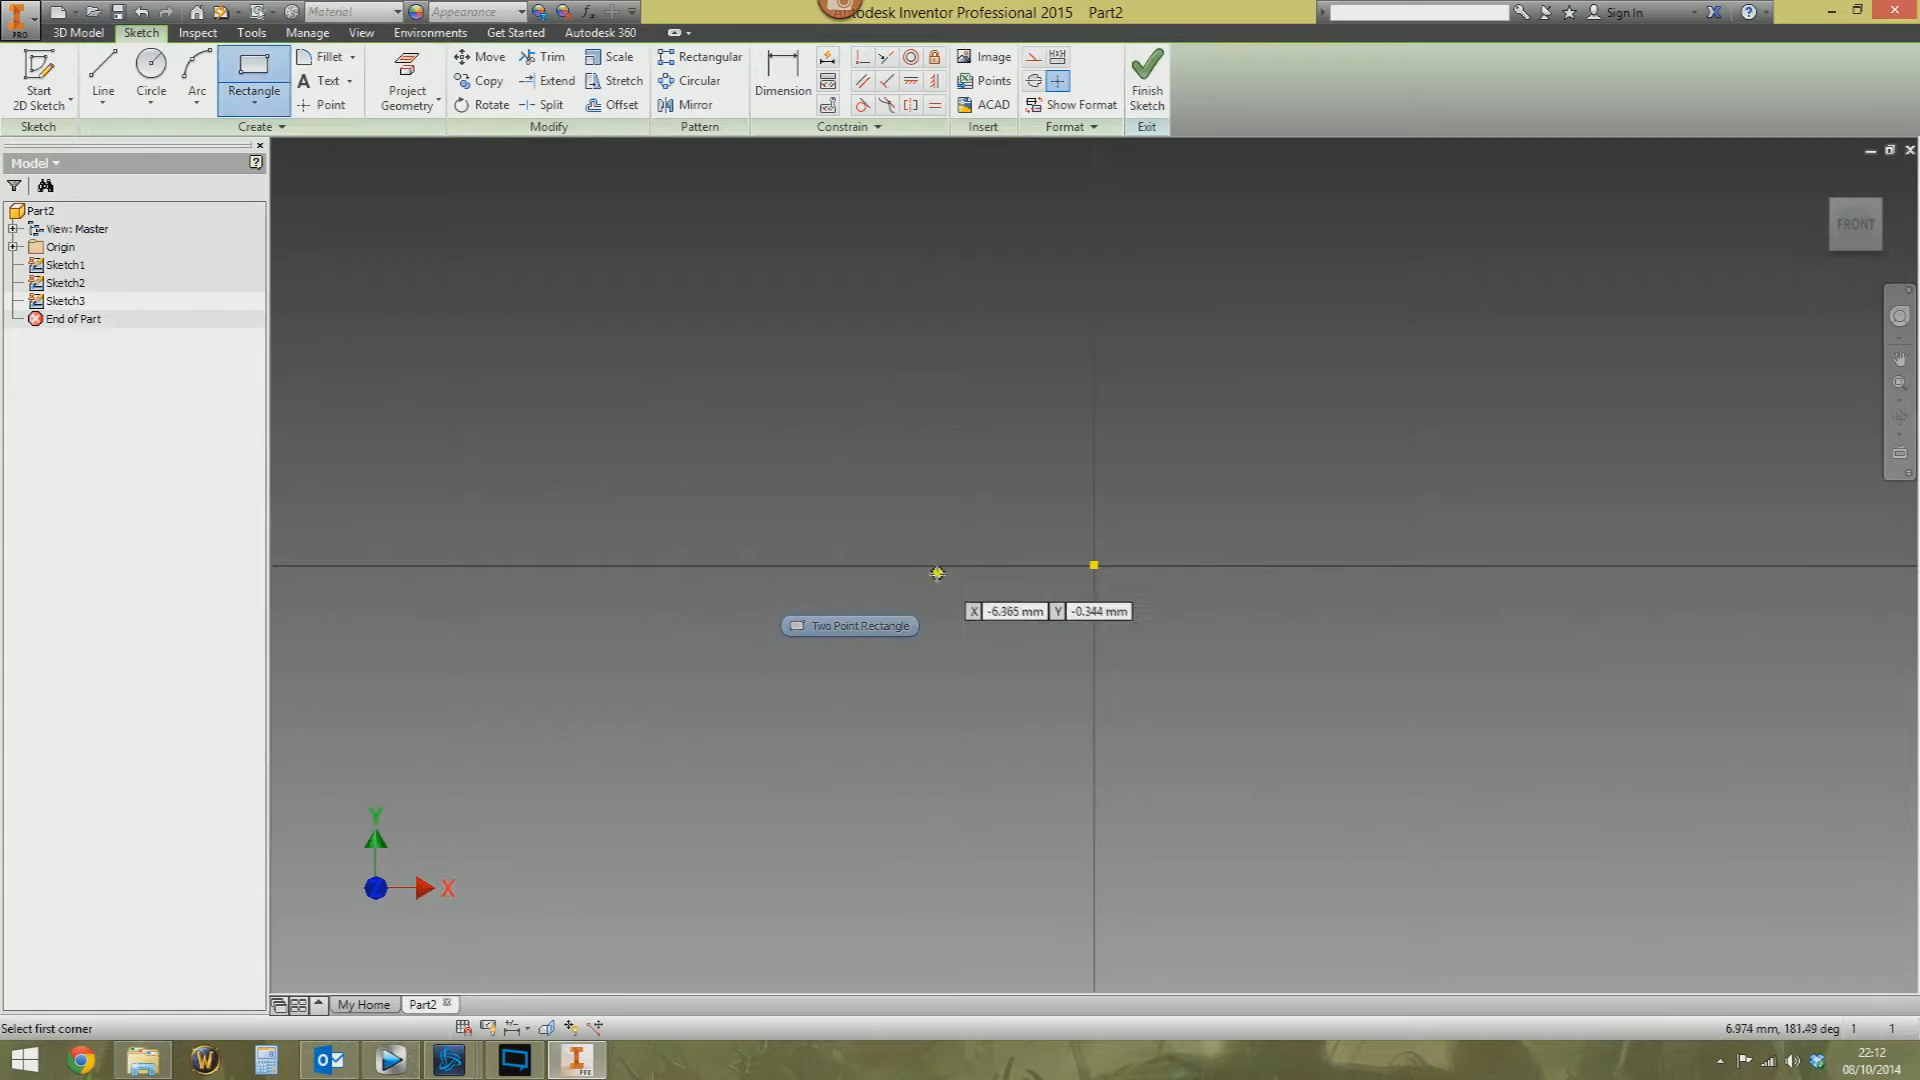 Material
Appearance
Autodesk Inventor Professional 2015 Part2
Sign In
PRO
3D Model Sketch Inspect Tools Manage View Environments Get Started Autodesk 360
Start
2D Sketch
Line
Circle
Arc
Rectangle
Fillet
Text
Point
Project
Geometry
Move
Copy
Rotate
Trim
Extend
Split
Scale
Stretch
Offset
Rectangular
Circular
Mirror
Dimension
Image
Points
ACAD
Show Format
Finish
Sketch
Sketch Create Modify Pattern Constrain Insert Format Exit
Model
Part2
View: Master
Origin
Sketch1
Sketch2
Sketch3
End of Part
FRONT
X -6.365 mm Y -0.344 mm
Two Point Rectangle
Y
X
My Home Part2
Select first corner
6.974 mm, 181.49 deg 1 1
22:12
08/10/2014